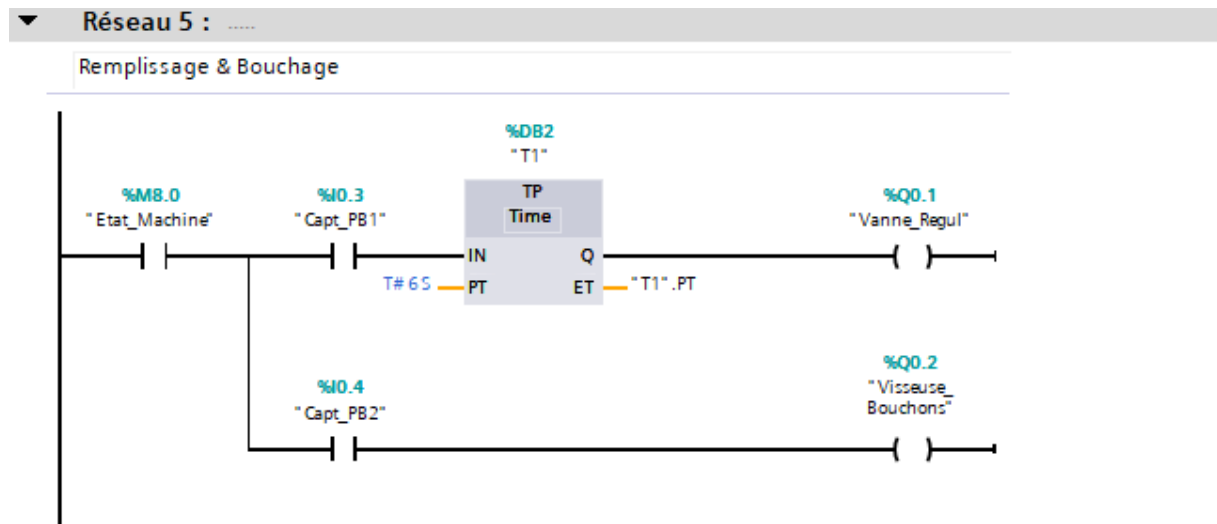 Réseau 5 : .....
Remplissage & Bouchage
%DB2
"T1"
%M8.0
"Etat_Machine"
%I0.3
"Capt_PB1"
TP
Time
%Q0.1
"Vanne_Regul"
IN
Q
T#6S
PT
ET
"T1".PT
%I0.4
"Capt_PB2"
%Q0.2
"Visseuse_
Bouchons"